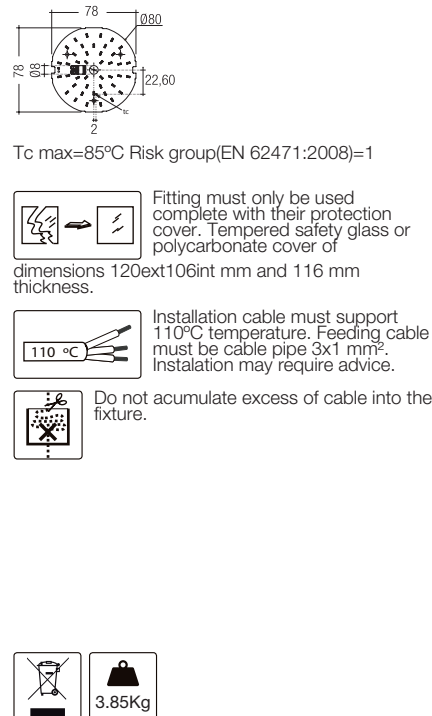 78
Ø80
78
Ø8
22,60
tc
2
Tc max=85ºC Risk group(EN 62471:2008)=1
Fitting must only be used
complete with their protection
cover. Tempered safety glass or
polycarbonate cover of
dimensions 120ext106int mm and 116 mm
thickness.
110 ºC
Installation cable must support
110ºC temperature. Feeding cable
must be cable pipe 3x1 mm².
Instalation may require advice.
Do not acumulate excess of cable into the
fixture.
3.85Kg